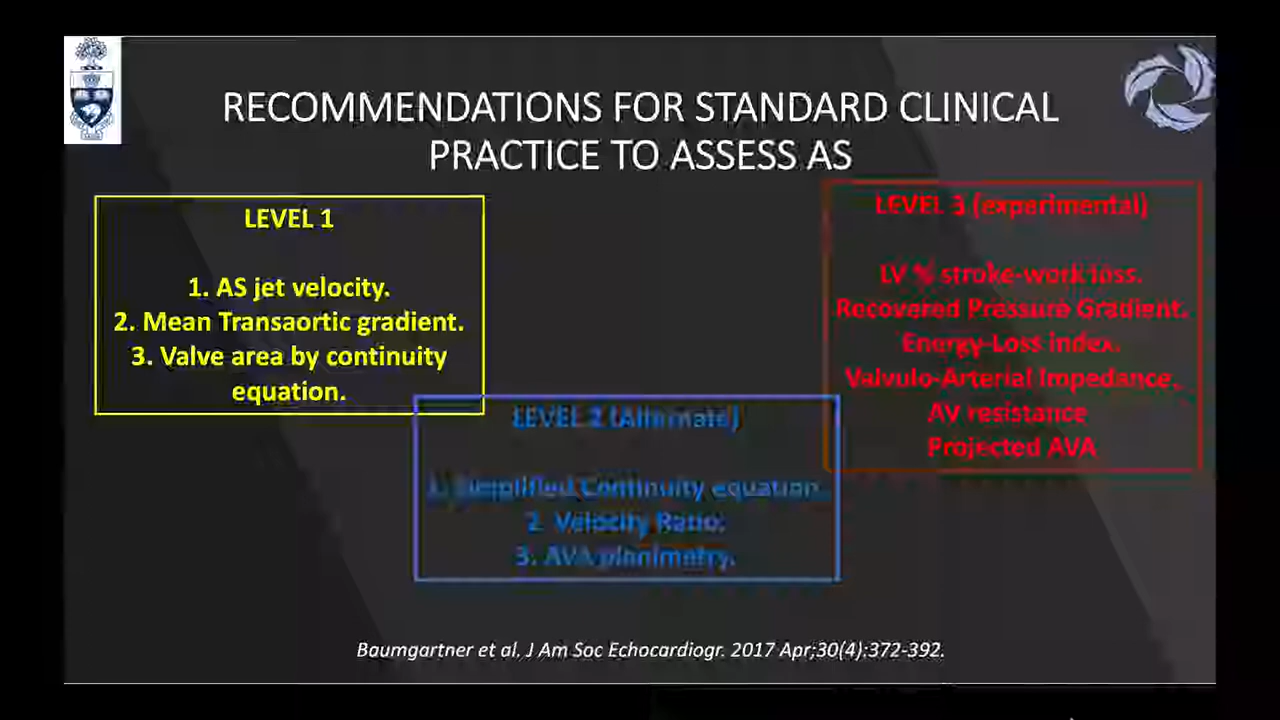 RECOMMENDATIONS FOR STANDARD CLINICAL
PRACTICE TO ASSESS AS
LEVEL 1
1. AS jet velocity.
2. Mean Transaortic gradient.
3. Valve area by continuity
equation.
LEVEL 2 (Alternate)
1. Simplified Continuity equation.
2. Velocity Ratio.
3. AVA planimetry.
LEVEL 3 (experimental)
LV % stroke-work loss.
Recovered Pressure Gradient.
Energy-Loss index.
Valvulo-Arterial Impedance.
AV resistance
Projected AVA
Baumgartner et al, J Am Soc Echocardiogr. 2017 Apr;30(4):372-392.